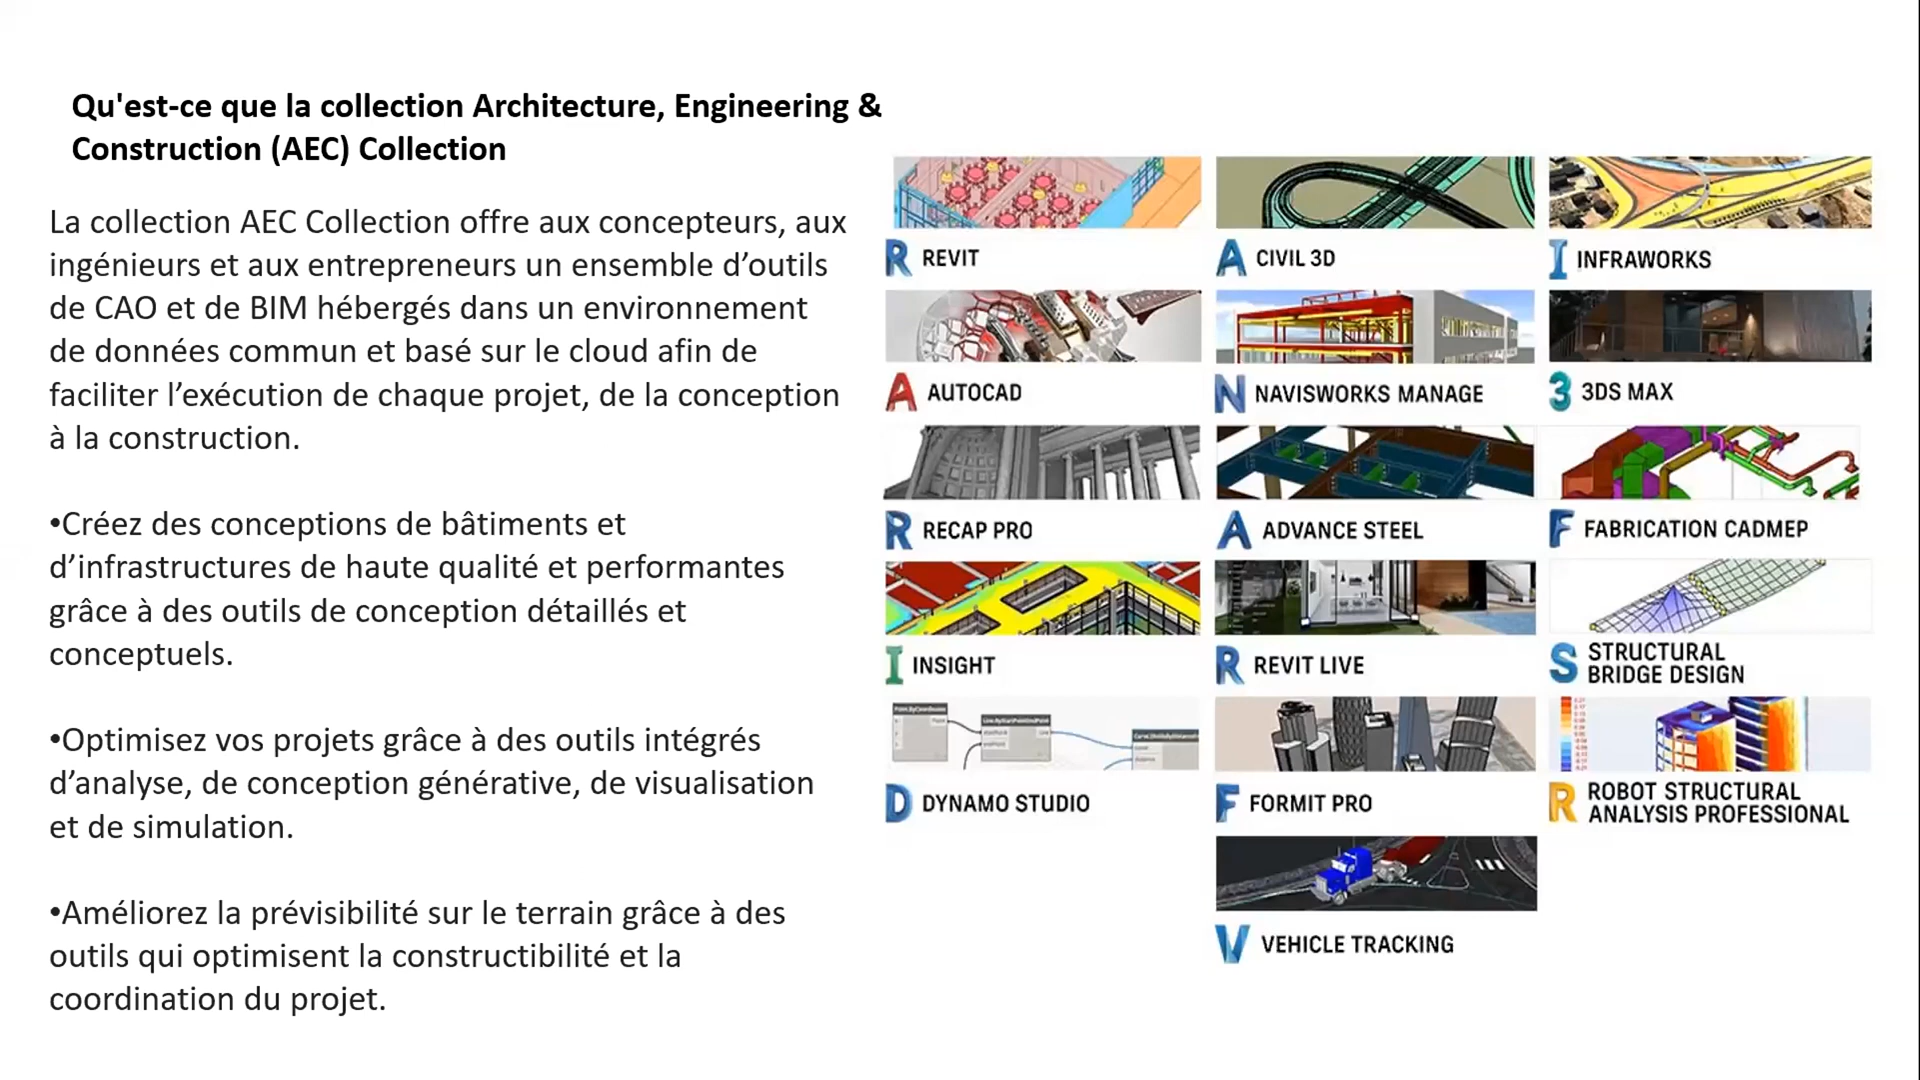 Qu'est-ce que la collection Architecture, Engineering &
Construction (AEC) Collection
La collection AEC Collection offre aux concepteurs, aux
ingénieurs et aux entrepreneurs un ensemble d’outils
de CAO et de BIM hébergés dans un environnement
de données commun et basé sur le cloud afin de
faciliter l’exécution de chaque projet, de la conception
à la construction.
•Créez des conceptions de bâtiments et
d’infrastructures de haute qualité et performantes
grâce à des outils de conception détaillés et
conceptuels.
•Optimisez vos projets grâce à des outils intégrés
d’analyse, de conception générative, de visualisation
et de simulation.
•Améliorez la prévisibilité sur le terrain grâce à des
outils qui optimisent la constructibilité et la
coordination du projet.
R REVIT
A CIVIL 3D
I INFRAWORKS
A AUTOCAD
N NAVISWORKS MANAGE
3 3DS MAX
R RECAP PRO
A ADVANCE STEEL
F FABRICATION CADMEP
I INSIGHT
R REVIT LIVE
S STRUCTURAL
BRIDGE DESIGN
D DYNAMO STUDIO
F FORMIT PRO
R ROBOT STRUCTURAL
ANALYSIS PROFESSIONAL
V VEHICLE TRACKING